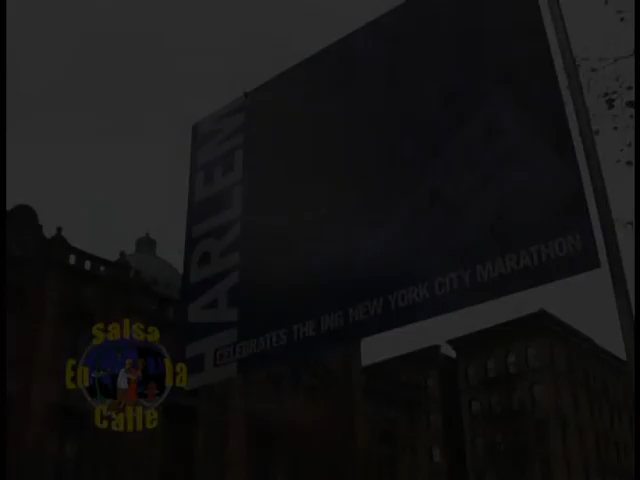 HARLEM
CELEBRATES THE ING NEW YORK CITY MARATHON
Salsa
En la
Calle